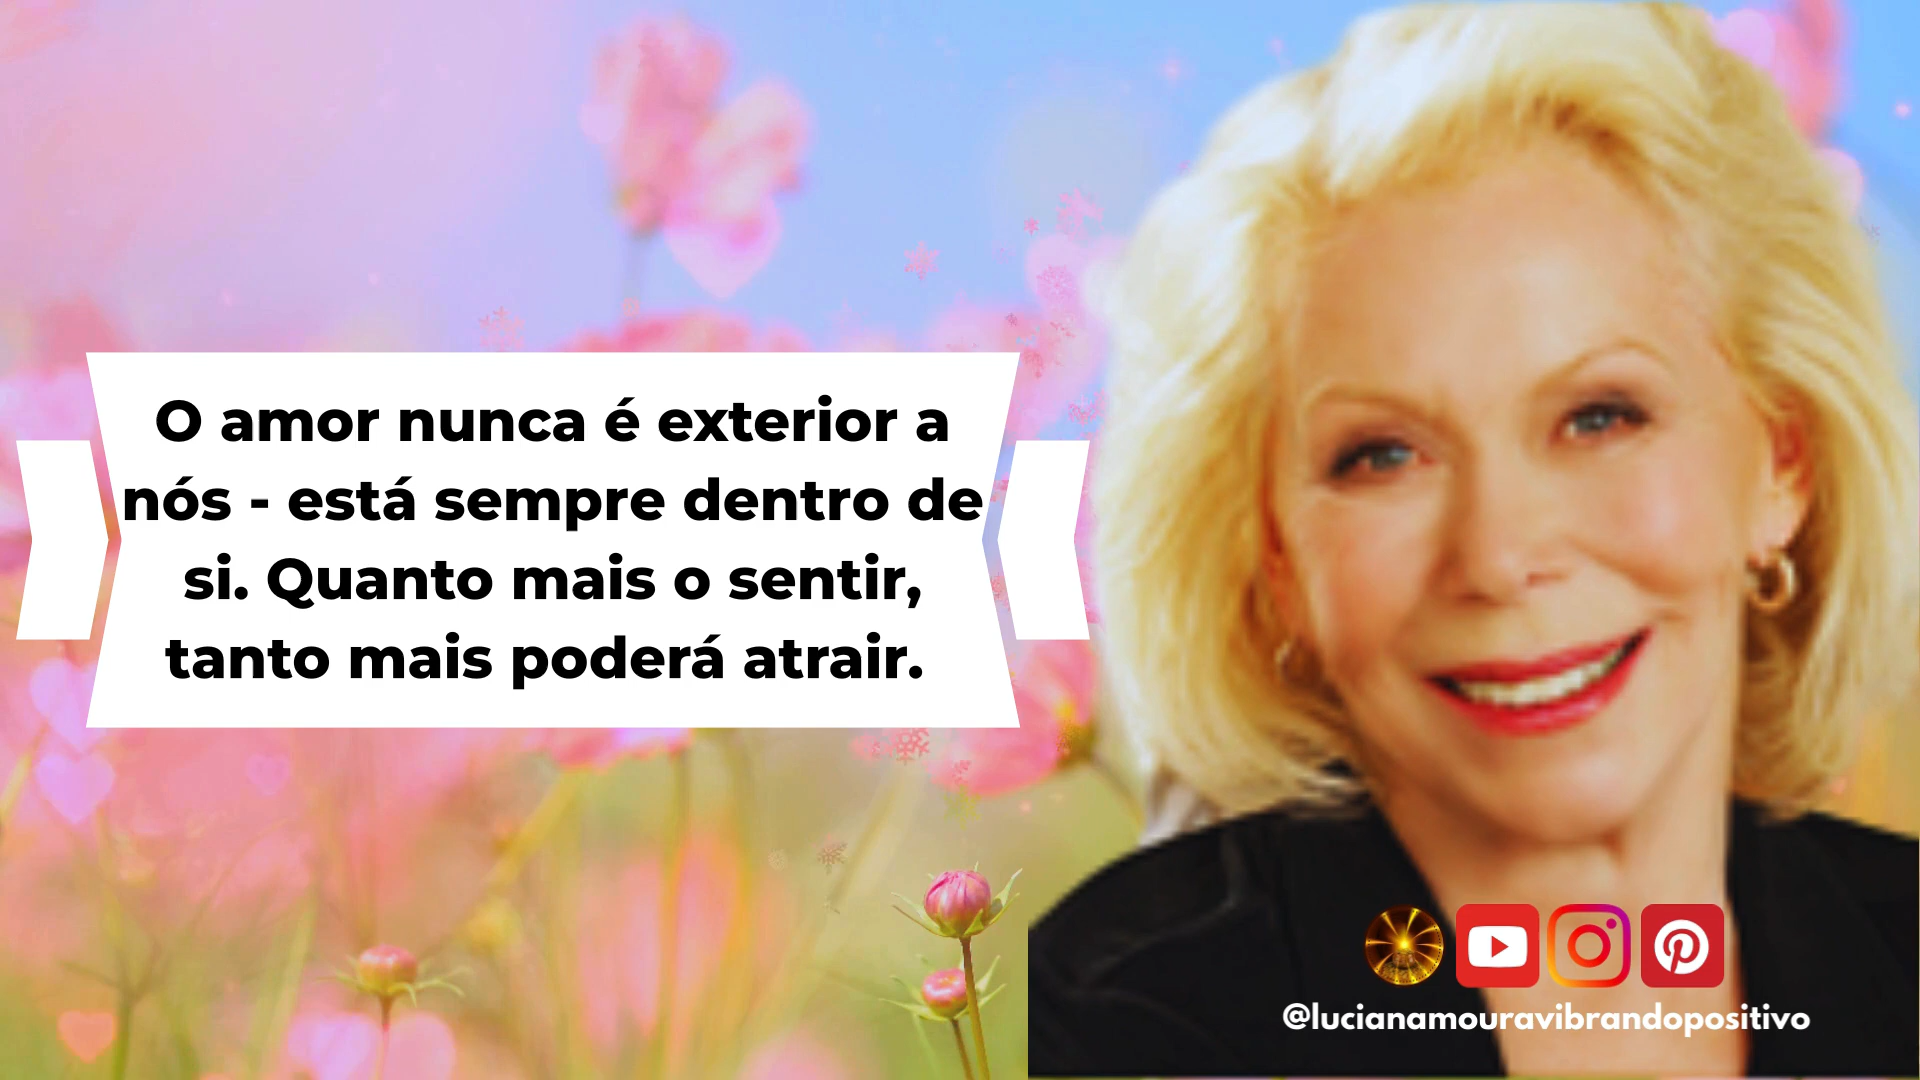 O amor nunca é exterior a
nós - está sempre dentro de
si. Quanto mais o sentir,
tanto mais poderá atrair.
@lucianamouravibrandopositivo